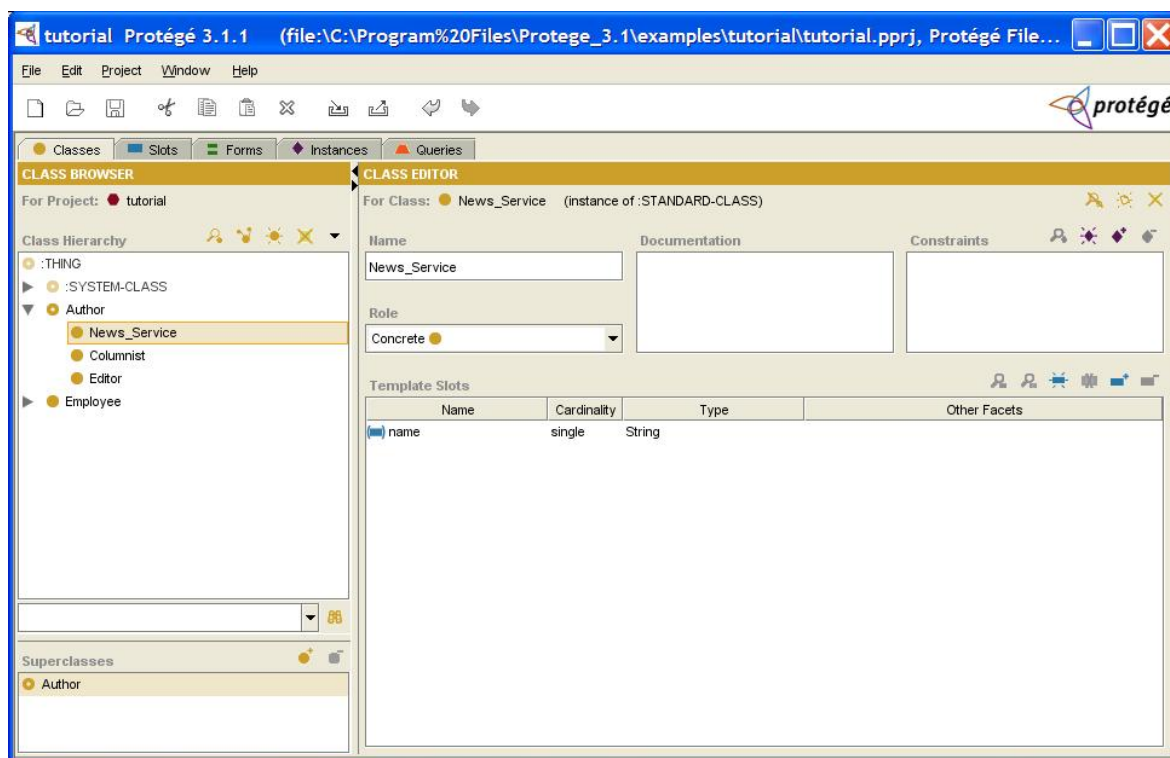 tutorial Protégé 3.1.1 (file:\C:\Program%20Files\Protege_3.1\examples\tutorial\tutorial.pprj, Protégé File...
File Edit Project Window Help
protégé
Classes Slots Forms Instances Queries
CLASS BROWSER
For Project: tutorial
Class Hierarchy
:THING
:SYSTEM-CLASS
Author
News_Service
Columnist
Editor
Employee
Superclasses
Author
CLASS EDITOR
For Class: News_Service (instance of :STANDARD-CLASS)
Name Documentation Constraints
News_Service
Role
Concrete
Template Slots
Name Cardinality Type Other Facets
name single String